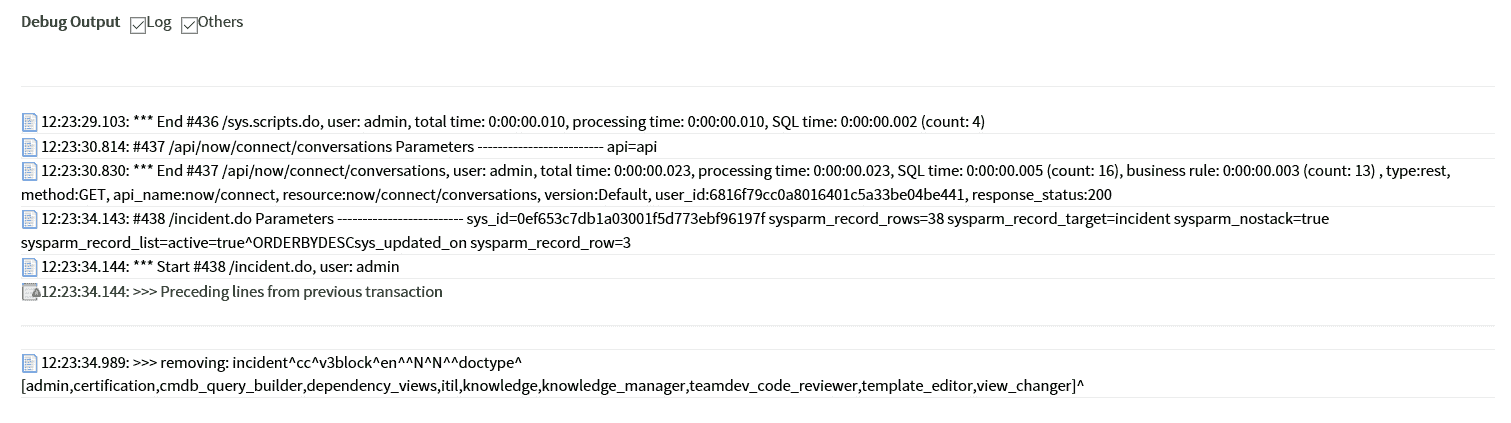 Debug Output Log Others
12:23:29.103: *** End #436 /sys.scripts.do, user: admin, total time: 0:00:00.010, processing time: 0:00:00.010, SQL time: 0:00:00.002 (count: 4)
12:23:30.814: #437 /api/now/connect/conversations Parameters ------------------------- api=api
12:23:30.830: *** End #437 /api/now/connect/conversations, user: admin, total time: 0:00:00.023, processing time: 0:00:00.023, SQL time: 0:00:00.005 (count: 16), business rule: 0:00:00.003 (count: 13) , type:rest,
method:GET, api_name:now/connect, resource:now/connect/conversations, version:Default, user_id:6816f79cc0a8016401c5a33be04be441, response_status:200
12:23:34.143: #438 /incident.do Parameters ------------------------- sys_id=0ef653c7db1a03001f5d773ebf96197f sysparm_record_rows=38 sysparm_record_target=incident sysparm_nostack=true
sysparm_record_list=active=true^ORDERBYDESCsys_updated_on sysparm_record_row=3
12:23:34.144: *** Start #438 /incident.do, user: admin
12:23:34.144: >>> Preceding lines from previous transaction
12:23:34.989: >>> removing: incident^cc^v3block^en^^N^N^^doctype^
[admin,certification,cmdb_query_builder,dependency_views,itil,knowledge,knowledge_manager,teamdev_code_reviewer,template_editor,view_changer]^